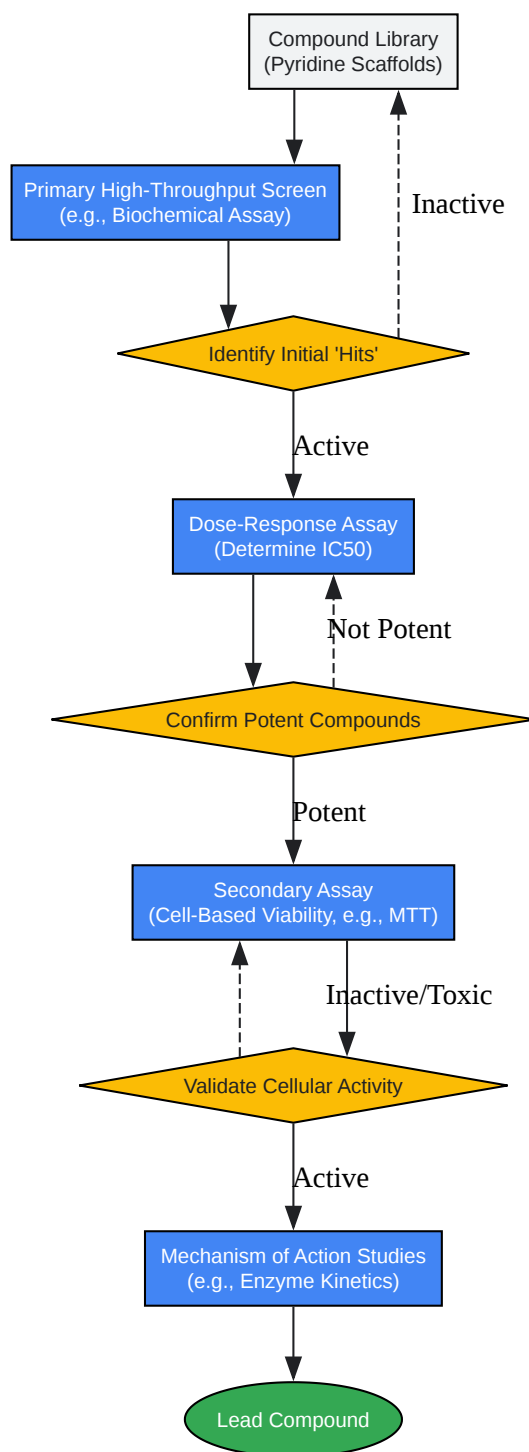 Compound Library
(Pyridine Scaffolds)
Primary High-Throughput Screen
(e.g., Biochemical Assay)
Inactive
Identify Initial 'Hits'
Active
Dose-Response Assay
(Determine IC50)
Not Potent
Confirm Potent Compounds
Potent
Secondary Assay
(Cell-Based Viability, e.g., MTT)
Inactive/Toxic
Validate Cellular Activity
Active
Mechanism of Action Studies
(e.g., Enzyme Kinetics)
Lead Compound